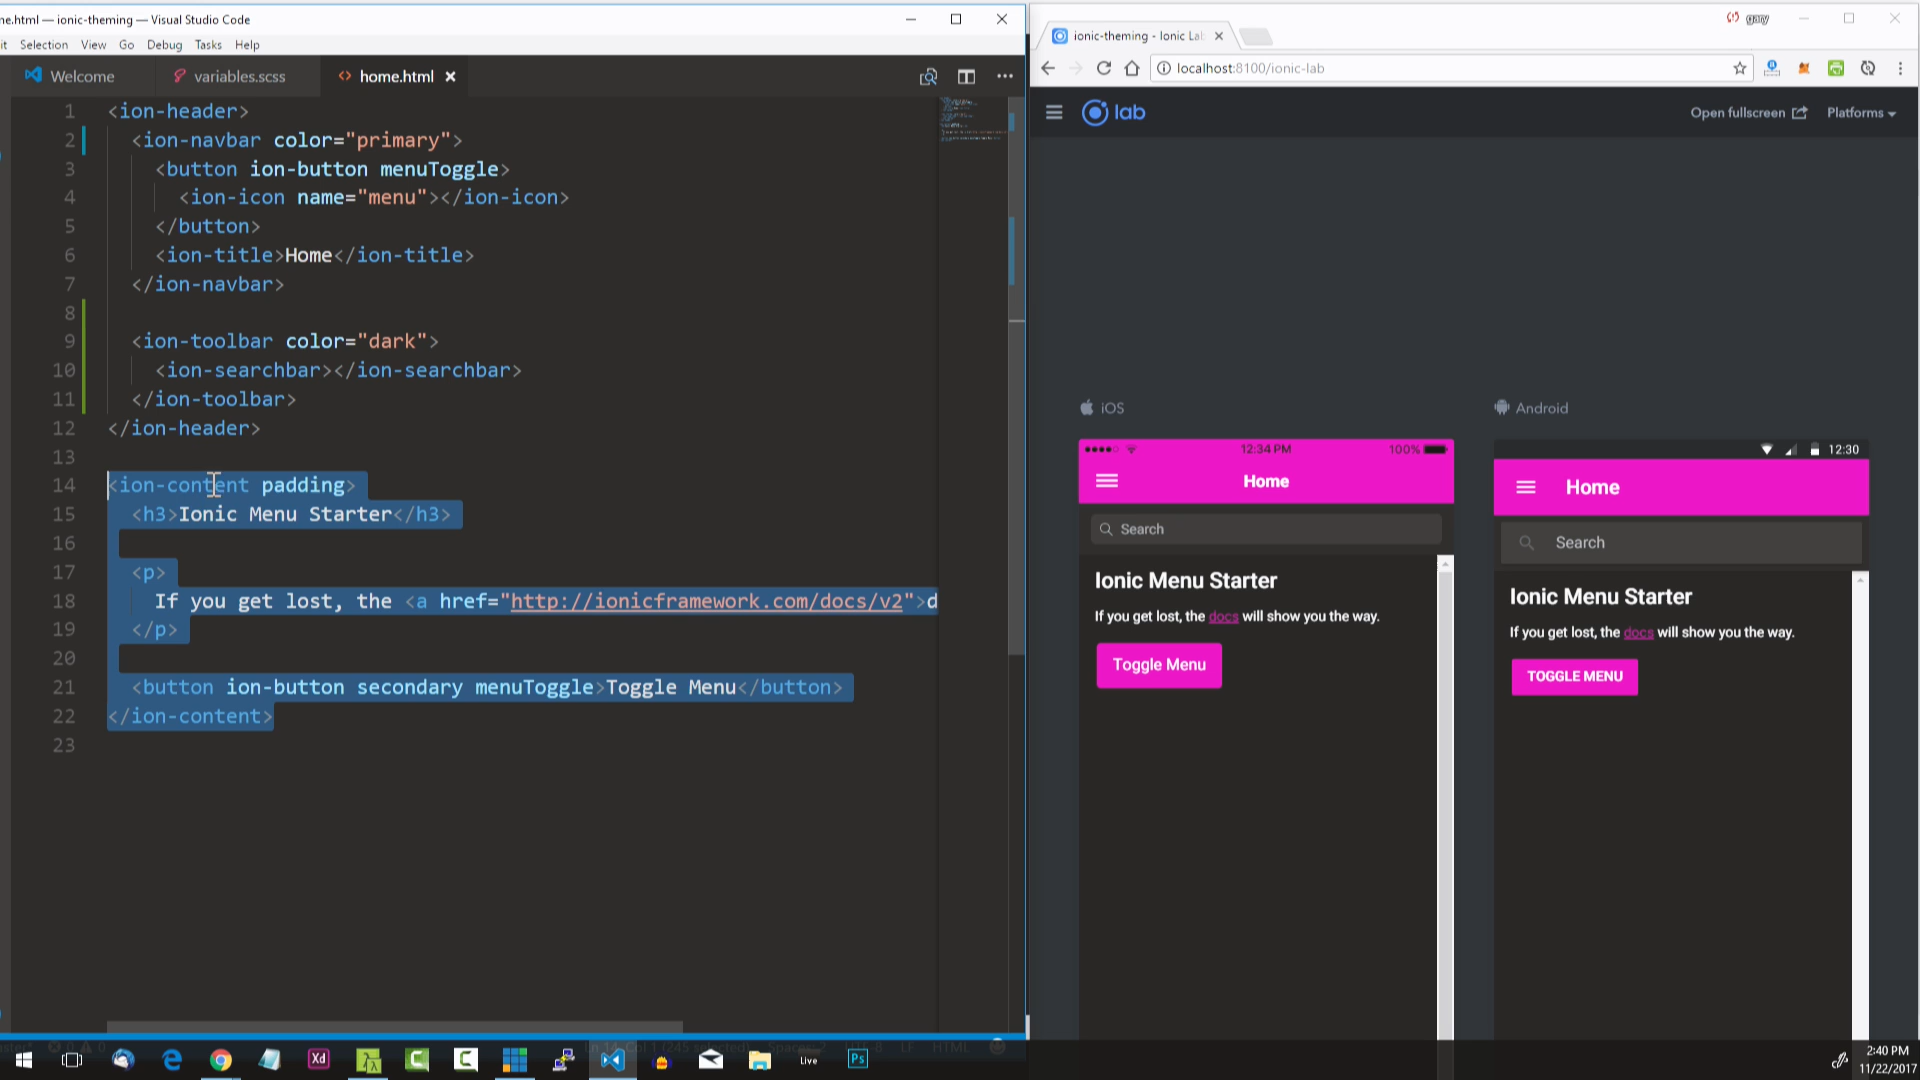 ne.html — ionic-theming — Visual Studio Code
it Selection View Go Debug Tasks Help
Welcome variables.scss home.html
1 <ion-header>
2 <ion-navbar color="primary">
3 <button ion-button menuToggle>
4 <ion-icon name="menu"></ion-icon>
5 </button>
6 <ion-title>Home</ion-title>
7 </ion-navbar>
8
9 <ion-toolbar color="dark">
10 <ion-searchbar></ion-searchbar>
11 </ion-toolbar>
12 </ion-header>
13
14 <ion-content padding>
15 <h3>Ionic Menu Starter</h3>
16
17 <p>
18 If you get lost, the <a href="http://ionicframework.com/docs/v2">d
19 </p>
20
21 <button ion-button secondary menuToggle>Toggle Menu</button>
22 </ion-content>
23
gary
ionic-theming - Ionic Lab
localhost:8100/ionic-lab
lab
Open fullscreen Platforms
iOS
12:34 PM 100%
Home
Search
Ionic Menu Starter
If you get lost, the docs will show you the way.
Toggle Menu
Android
12:30
Home
Search
Ionic Menu Starter
If you get lost, the docs will show you the way.
TOGGLE MENU
Xd
Live
Ps
2:40 PM
11/22/2017